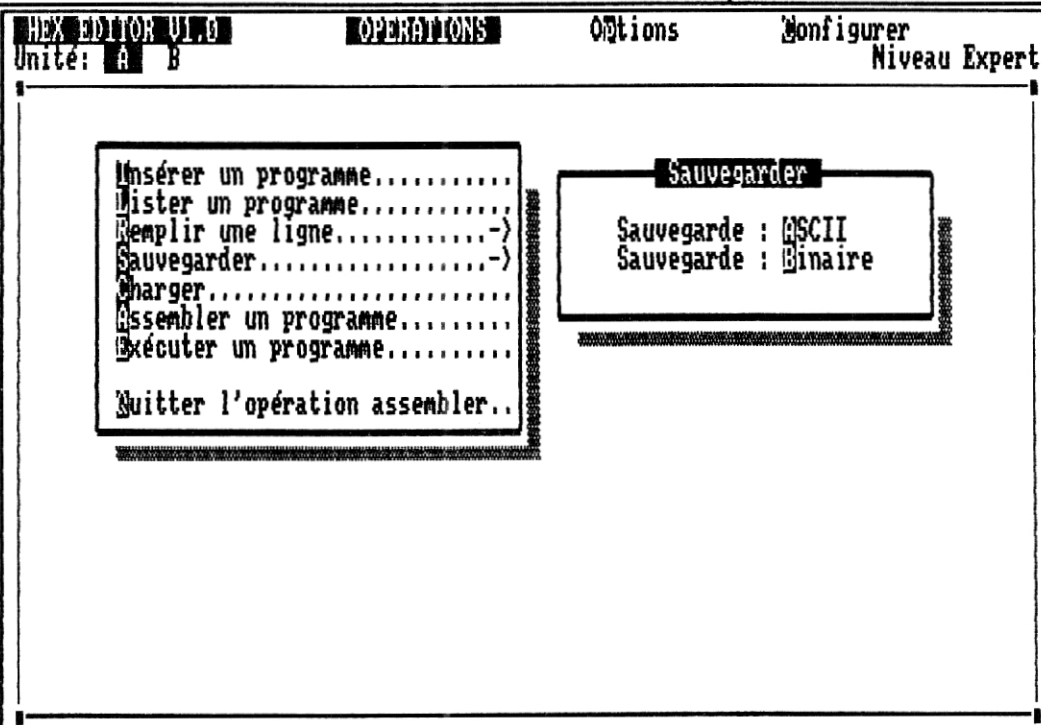 HEX EDITOR V1.0 OPERATIONS Options Configurer
Unité: A B Niveau Expert
Insérer un programme...........
Lister un programme............
Remplir une ligne............->
Sauvegarder..................->
Charger........................
Assembler un programme.........
Exécuter un programme..........
Quitter l'opération assembler..
Sauvegarder
Sauvegarde : ASCII
Sauvegarde : Binaire